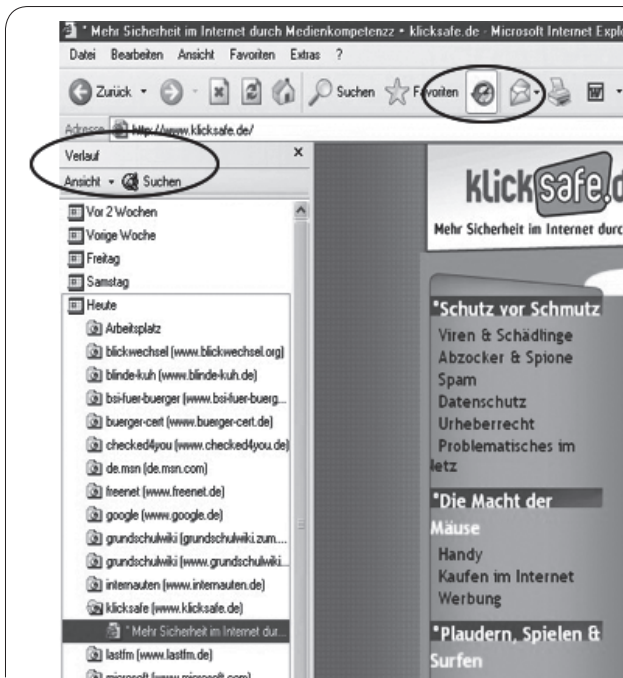 * Mehr Sicherheit im Internet durch Medienkompetenzz • klicksafe.de - Microsoft Internet Explo
Datei Bearbeiten Ansicht Favoriten Extras ?
Zurück Suchen Favoriten
Adresse http://www.klicksafe.de/
Verlauf x
Ansicht Suchen
Vor 2 Wochen
Vorige Woche
Freitag
Samstag
Heute
Arbeitsplatz
blickwechsel (www.blickwechsel.org)
blinde-kuh (www.blinde-kuh.de)
bsi-fuer-buerger (www.bsi-fuer-buerg...
buerger-cert (www.buerger-cert.de)
checked4you (www.checked4you.de)
de.msn (de.msn.com)
freenet (www.freenet.de)
google (www.google.de)
grundschulwiki (grundschulwiki.zum....
grundschulwiki (www.grundschulwiki...
internauten (www.internauten.de)
klicksafe (www.klicksafe.de)
* Mehr Sicherheit im Internet dur...
lastfm (www.lastfm.de)
microsoft (www.microsoft.com)
klicksafe.d
Mehr Sicherheit im Internet durc
*Schutz vor Schmutz
Viren & Schädlinge
Abzocker & Spione
Spam
Datenschutz
Urheberrecht
Problematisches im
letz
*Die Macht der
Mäuse
Handy
Kaufen im Internet
Werbung
*Plaudern, Spielen &
Surfen